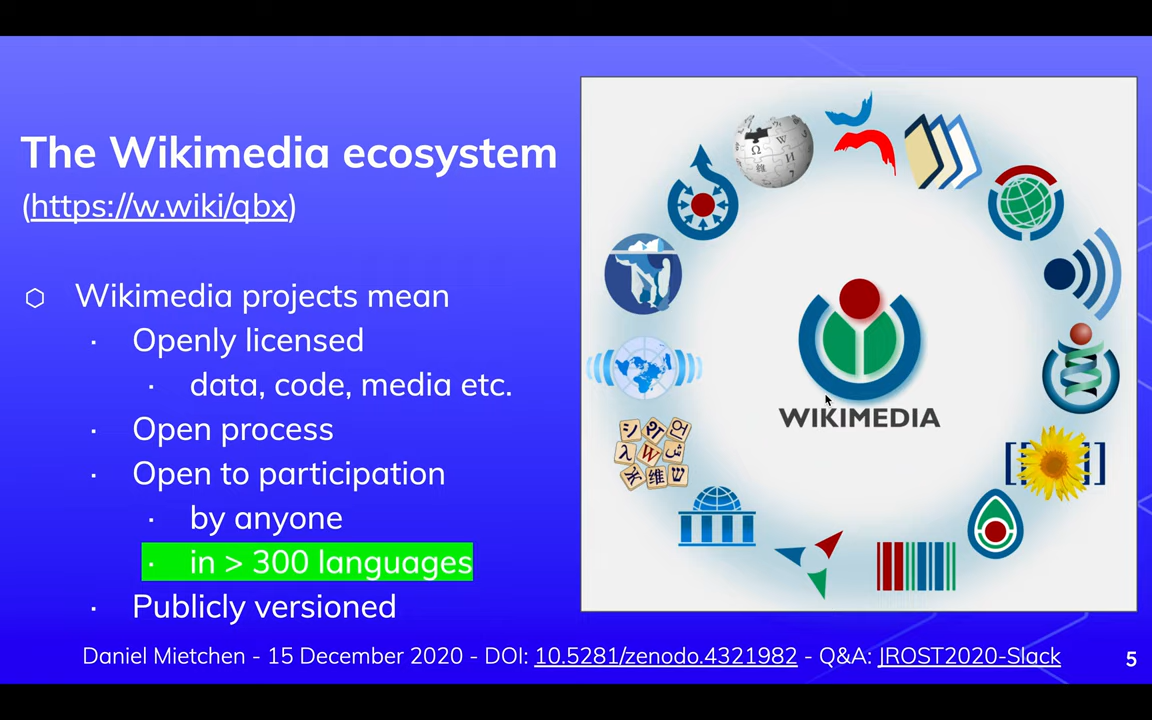 The Wikimedia ecosystem
(https://w.wiki/qbx)
Wikimedia projects mean
Openly licensed
data, code, media etc.
Open process
Open to participation
by anyone
in > 300 languages
Publicly versioned
WIKIMEDIA
Daniel Mietchen - 15 December 2020 - DOI: 10.5281/zenodo.4321982 - Q&A: JROST2020-Slack
5